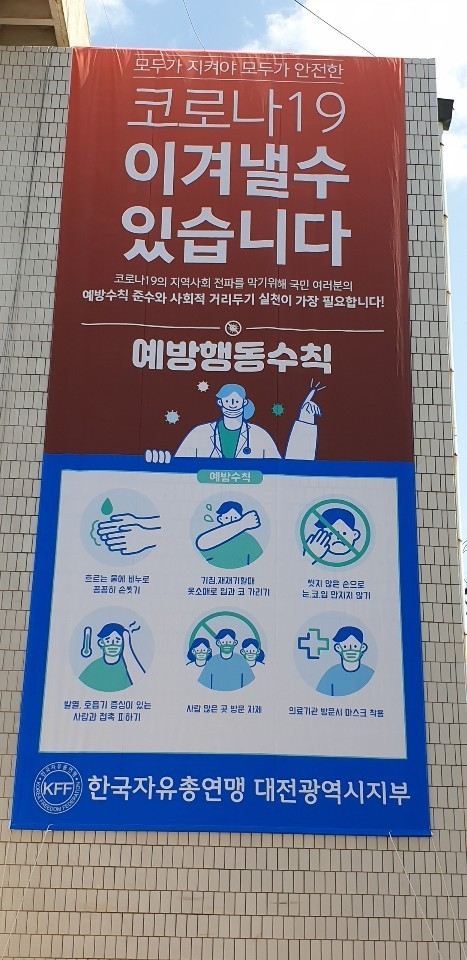 모두가 지켜야 모두가 안전한
코로나19
이겨낼수
있습니다
코로나19의 지역사회 전파를 막기위해 국민 여러분의
예방수칙 준수와 사회적 거리두기 실천이 가장 필요합니다!
예방행동수칙
예방수칙
흐르는 물에 비누로
꼼꼼히 손씻기
기침,재채기할때
옷소매로 입과 코 가리기
씻지 않은 손으로
눈,코,입 만지지 않기
발열, 호흡기 증상이 있는
사람과 접촉 피하기
사람 많은 곳 방문 자제
의료기관 방문시 마스크 착용
KFF
한국자유총연맹 대전광역시지부